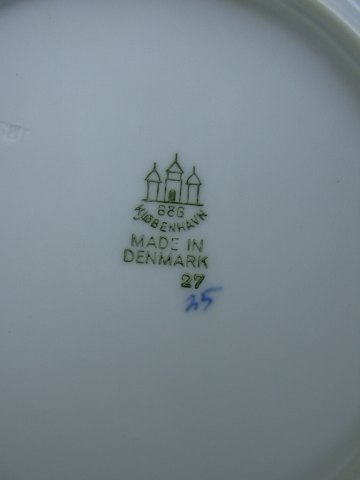 B&G
KJØBENHAVN
MADE IN
DENMARK
27
25